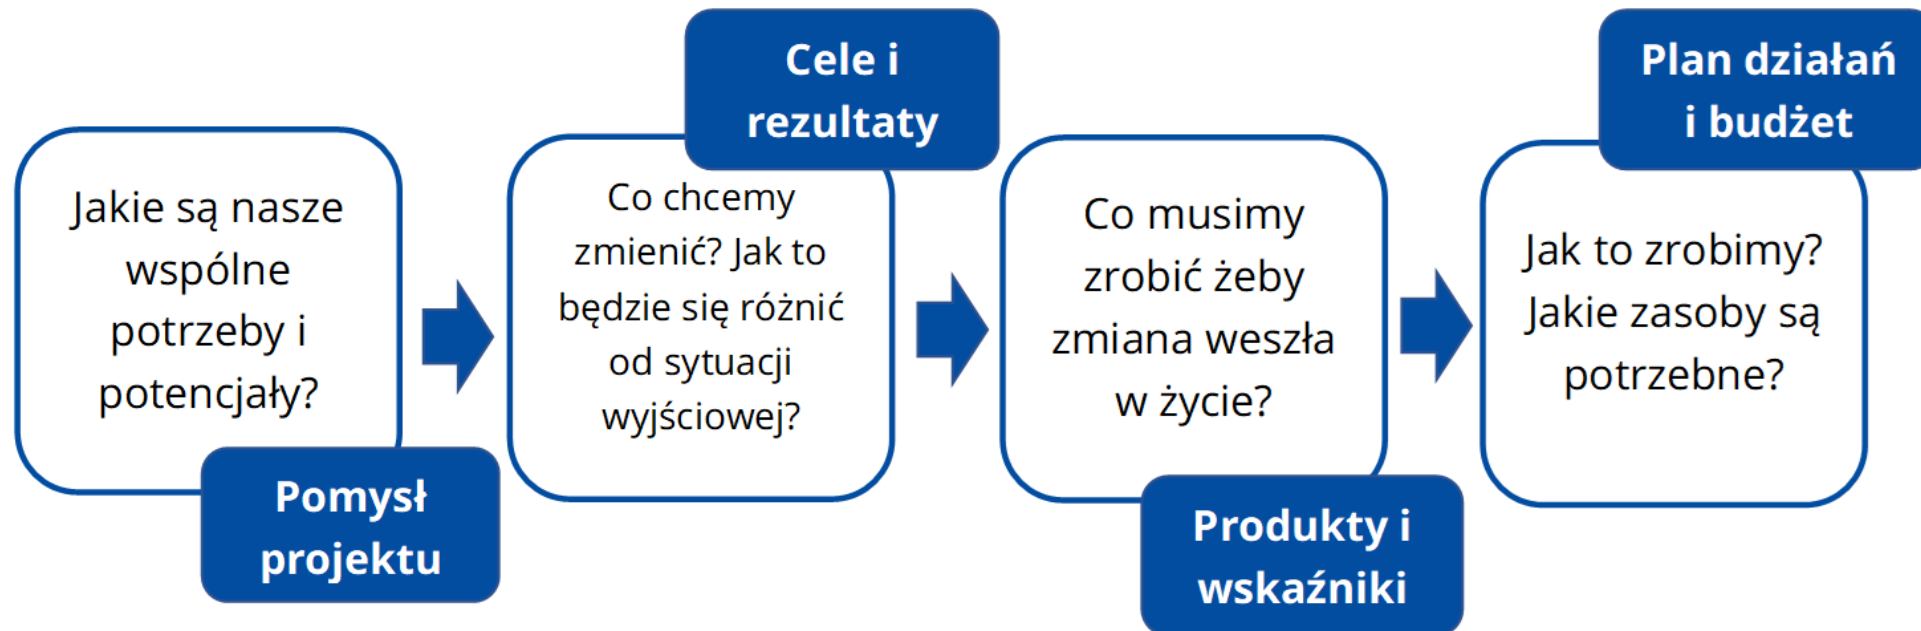 Jakie są nasze
wspólne
potrzeby i
potencjały?
Pomysł
projektu
Cele i
rezultaty
Co chcemy
zmienić? Jak to
będzie się różnić
od sytuacji
wyjściowej?
Co musimy
zrobić żeby
zmiana weszła
w życie?
Produkty i
wskaźniki
Plan działań
i budżet
Jak to zrobimy?
Jakie zasoby są
potrzebne?